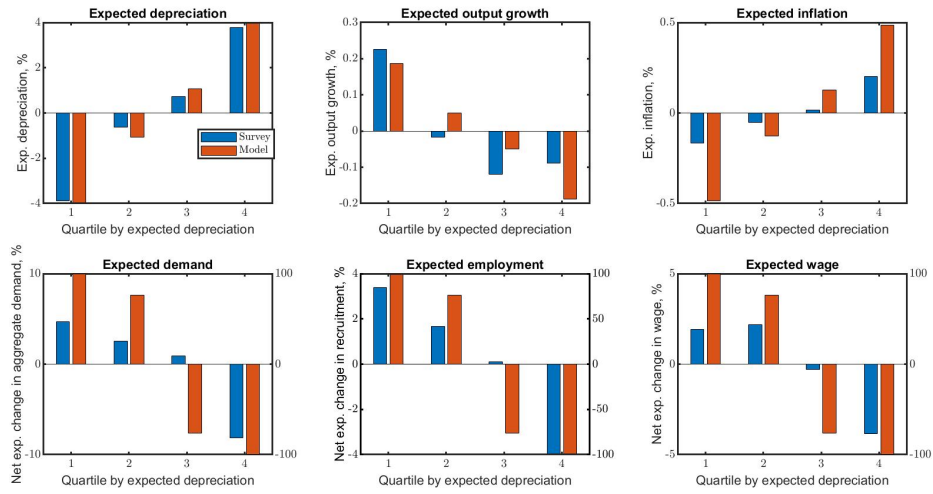 Expected depreciation
Exp. depreciation, %
4
2
0
-2
-4
Survey
Model
1 2 3 4
Quartile by expected depreciation
Expected output growth
Exp. output growth, %
0.3
0.2
0.1
0
-0.1
-0.2
1 2 3 4
Quartile by expected depreciation
Expected inflation
Exp. inflation, %
0.5
0
-0.5
1 2 3 4
Quartile by expected depreciation
Expected demand
Net exp. change in aggregate demand, %
10
0
-10
100
0
-100
1 2 3 4
Quartile by expected depreciation
Expected employment
Net exp. change in recruitment, %
4
2
0
-2
-4
100
50
0
-50
-100
1 2 3 4
Quartile by expected depreciation
Expected wage
Net exp. change in wage, %
5
0
-5
100
0
-100
1 2 3 4
Quartile by expected depreciation